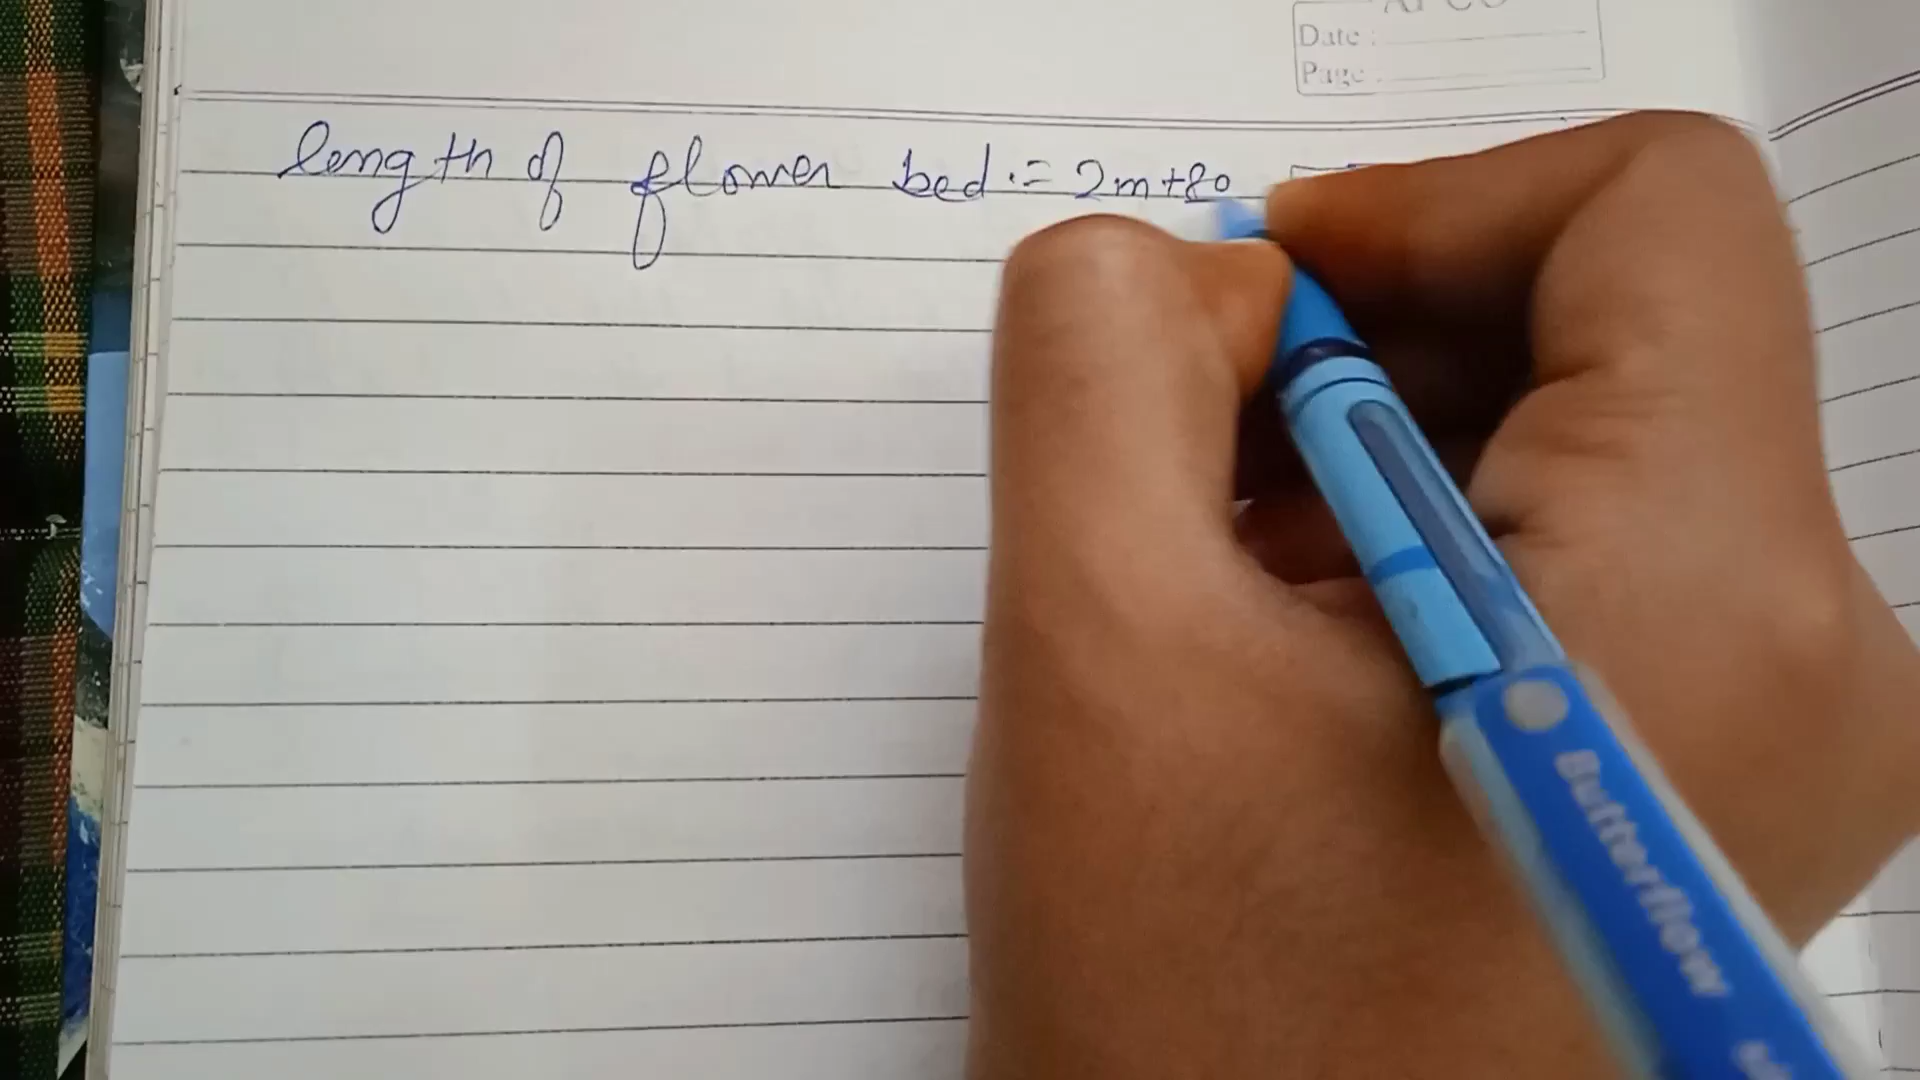 Date :
Page :
length of flower bed = 2m+80
Butterflow